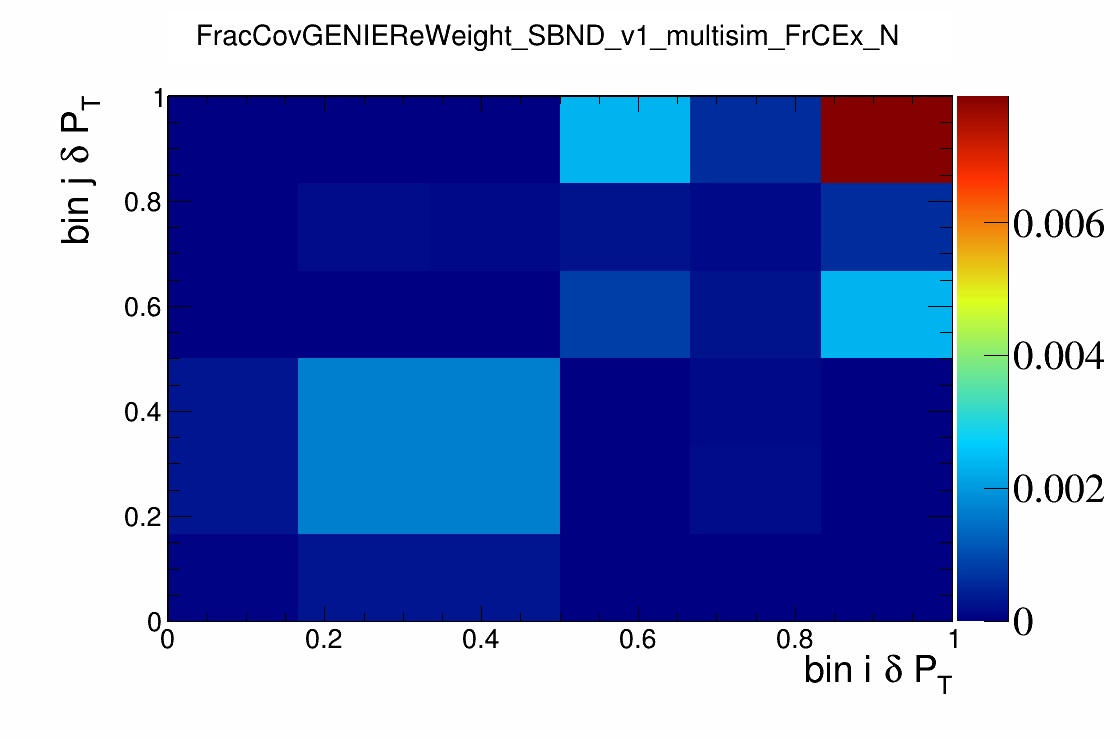 FracCovGENIEReWeight_SBND_v1_multisim_FrCEx_N
bin j δ P_T
1
0.8
0.6
0.4
0.2
0
0 0.2 0.4 0.6 0.8 1
bin i δ P_T
0.006
0.004
0.002
0